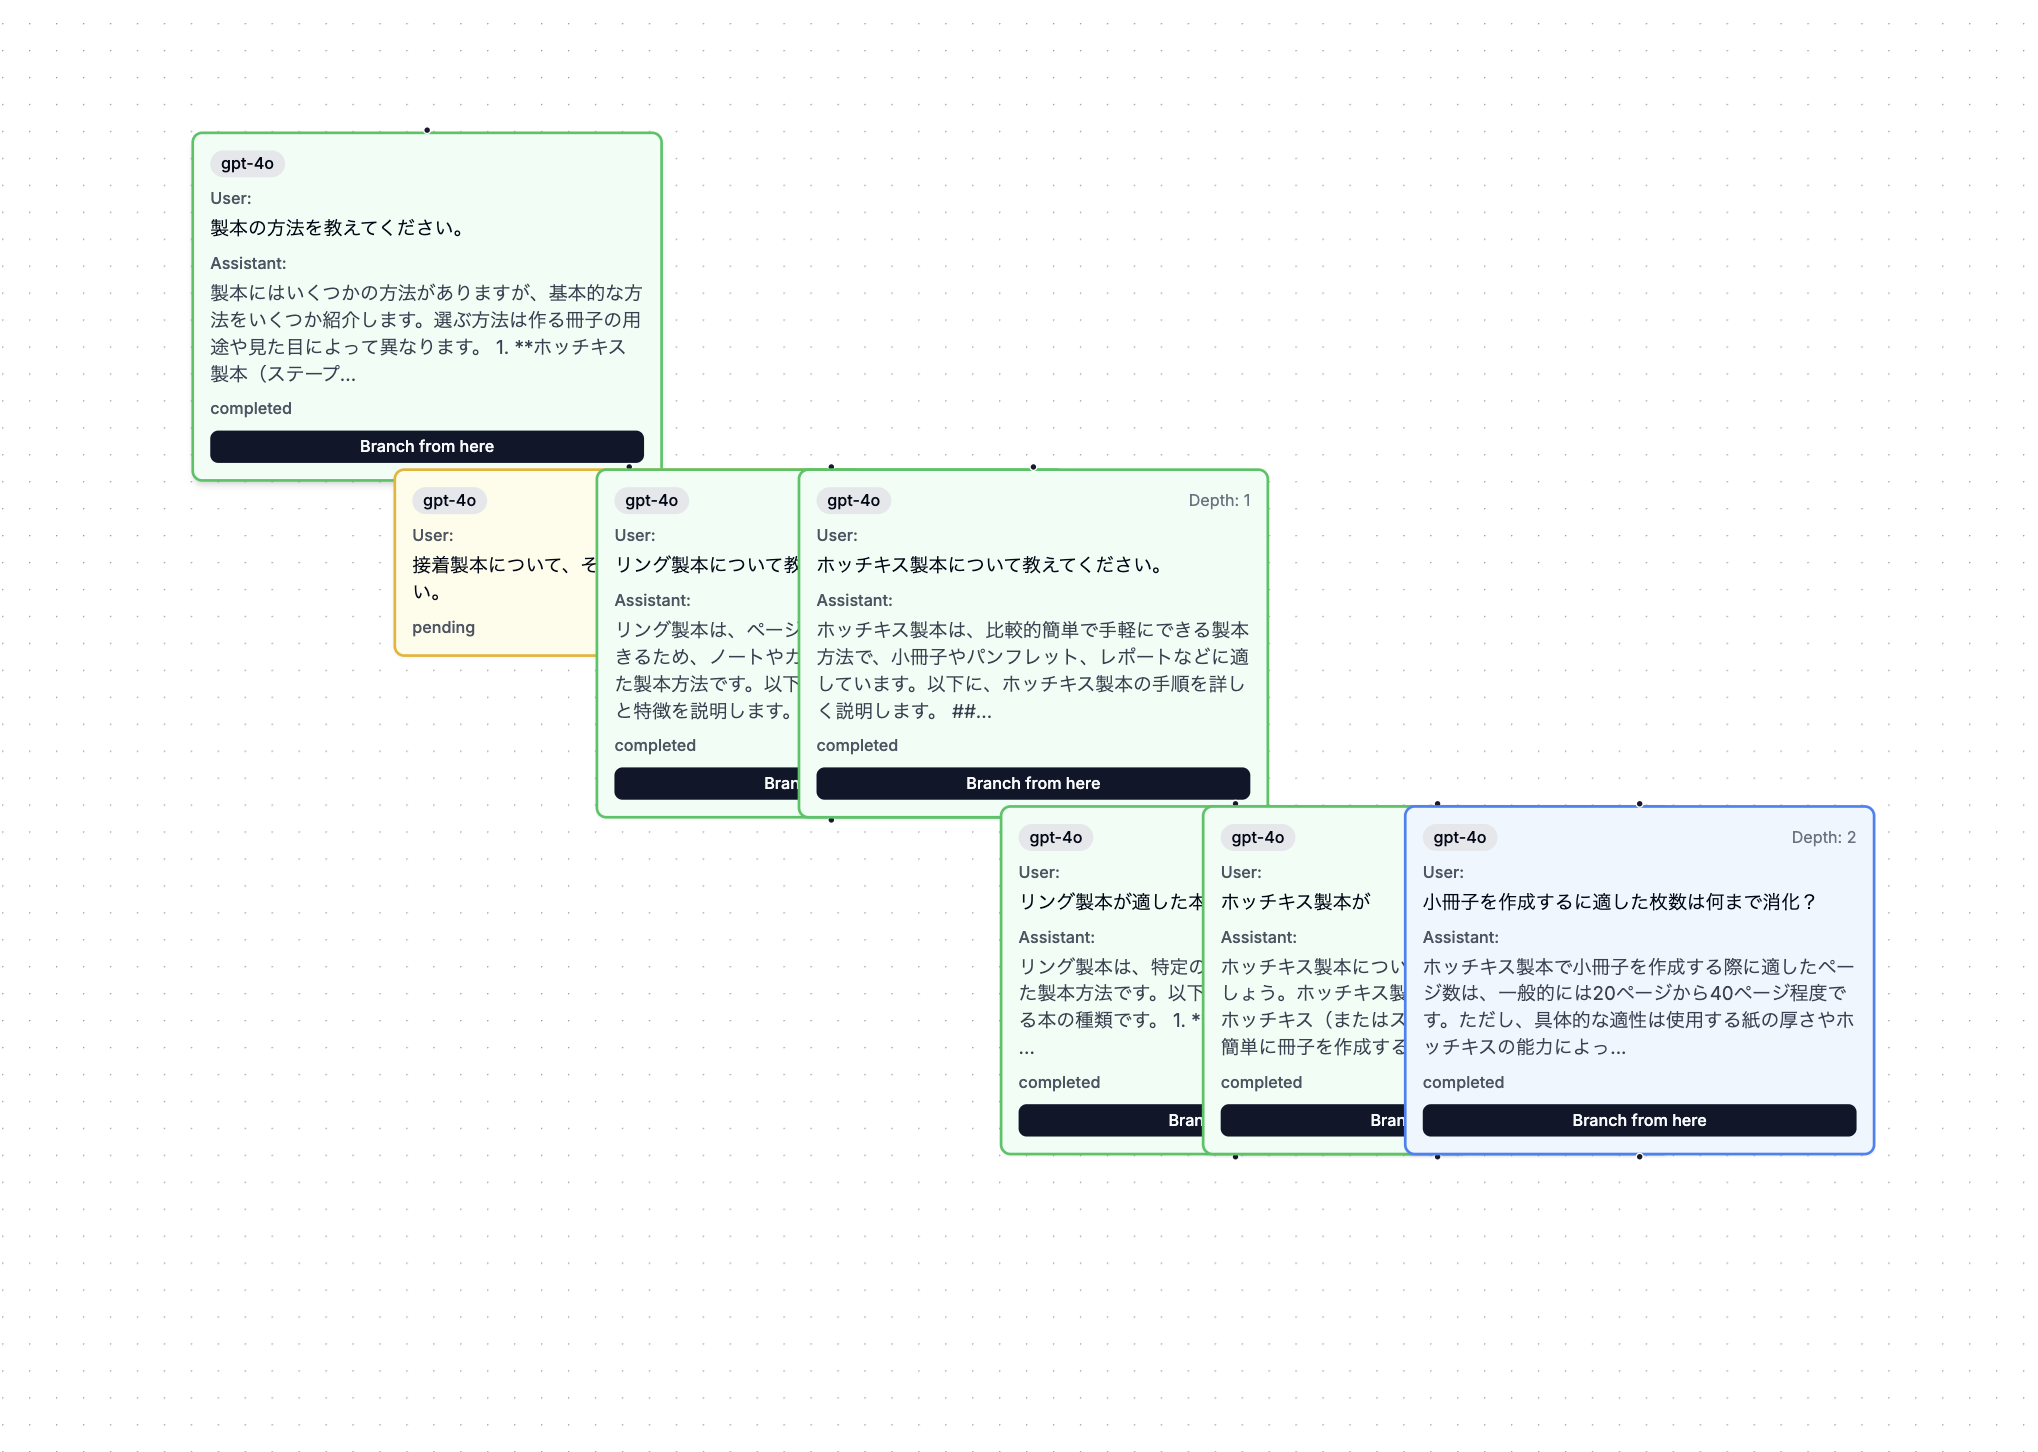 gpt-4o
User:
製本の方法を教えてください。
Assistant:
製本にはいくつかの方法がありますが、基本的な方
法をいくつか紹介します。選ぶ方法は作る冊子の用
途や見た目によって異なります。 1. **ホッチキス
製本（ステープ...
completed
Branch from here
gpt-4o
User:
接着製本について、そ
い。
pending
gpt-4o
User:
リング製本について教
Assistant:
リング製本は、ページ
きるため、ノートやカ
た製本方法です。以下
と特徴を説明します。
completed
Bran
gpt-4o
Depth: 1
User:
ホッチキス製本について教えてください。
Assistant:
ホッチキス製本は、比較的簡単で手軽にできる製本
方法で、小冊子やパンフレット、レポートなどに適
しています。以下に、ホッチキス製本の手順を詳し
く説明します。 ##...
completed
Branch from here
gpt-4o
User:
リング製本が適した本
Assistant:
リング製本は、特定の
た製本方法です。以下
る本の種類です。 1. *
...
completed
Bran
gpt-4o
User:
ホッチキス製本が
Assistant:
ホッチキス製本につい
しょう。ホッチキス製
ホッチキス（またはス
簡単に冊子を作成する
completed
Bran
gpt-4o
Depth: 2
User:
小冊子を作成するに適した枚数は何まで消化？
Assistant:
ホッチキス製本で小冊子を作成する際に適したペー
ジ数は、一般的には20ページから40ページ程度で
す。ただし、具体的な適性は使用する紙の厚さやホ
ッチキスの能力によっ...
completed
Branch from here